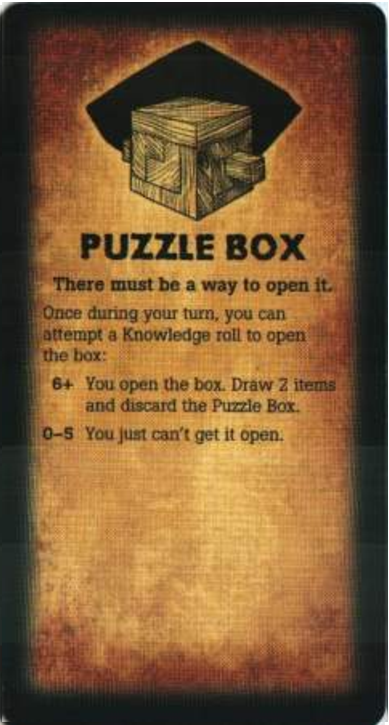 PUZZLE BOX
There must be a way to open it.
Once during your turn, you can
attempt a Knowledge roll to open
the box:
6+ You open the box. Draw 2 items
and discard the Puzzle Box.
0–5 You just can't get it open.